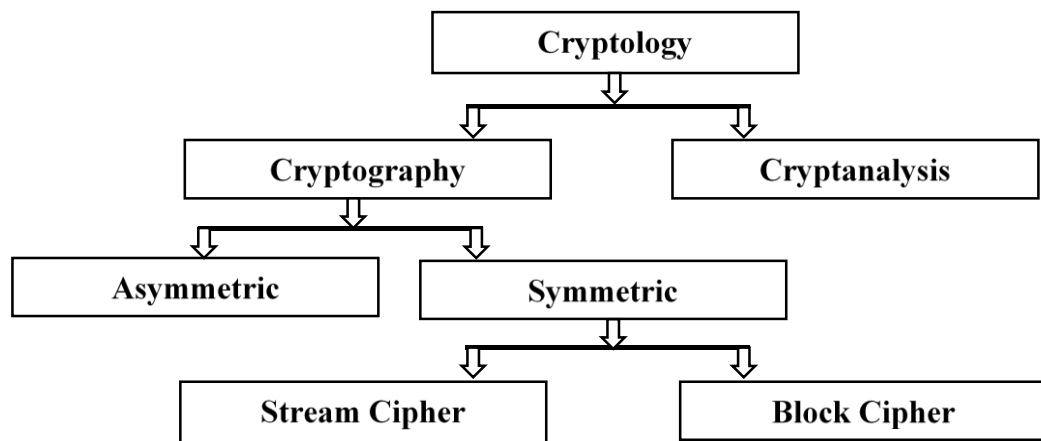 Cryptology
Cryptography
Cryptanalysis
Asymmetric
Symmetric
Stream Cipher
Block Cipher